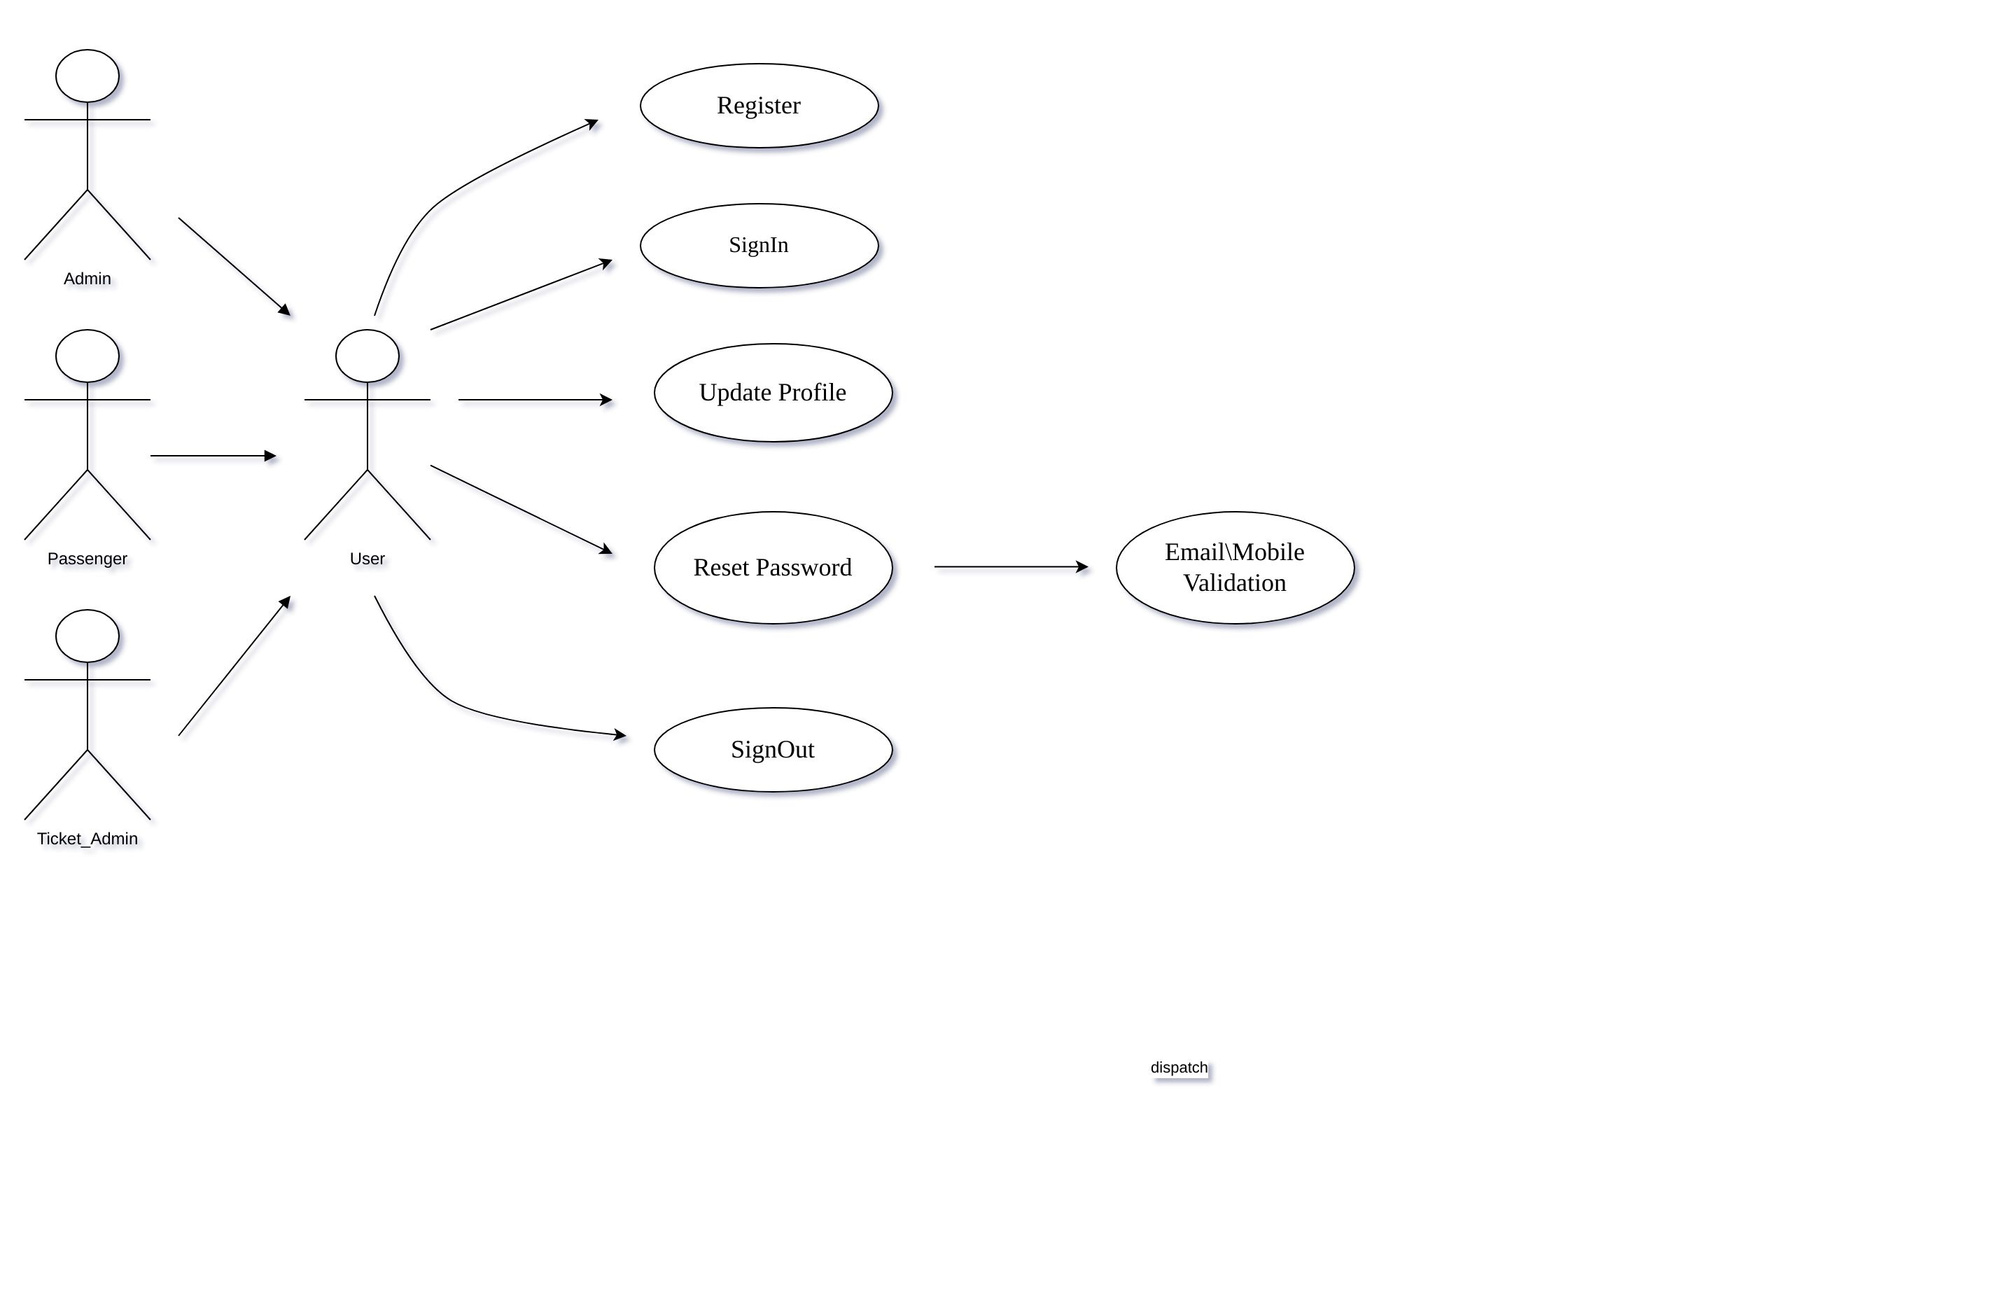 Register
SignIn
Admin
Update Profile
Passenger
User
Reset Password
Email\Mobile
Validation
SignOut
Ticket_Admin
dispatch